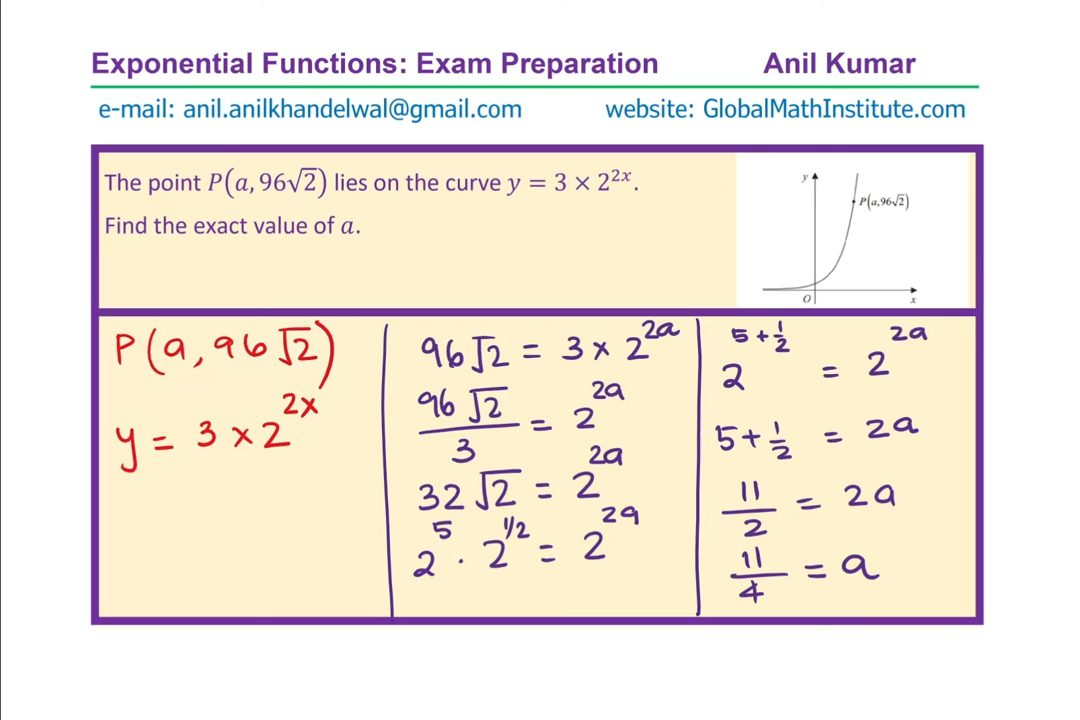 Exponential Functions: Exam Preparation Anil Kumar
e-mail: anil.anilkhandelwal@gmail.com website: GlobalMathInstitute.com
The point P(a, 96√2) lies on the curve y = 3 × 2^{2x}.
Find the exact value of a.
y
P(a,96√2)
O
x
P(a, 96√2)
y = 3 × 2^{2x}
96√2 = 3 × 2^{2a}
96√2/3 = 2^{2a}
32√2 = 2^{2a}
2^5 · 2^{1/2} = 2^{2a}
2^{5+1/2} = 2^{2a}
5 + 1/2 = 2a
11/2 = 2a
11/4 = a